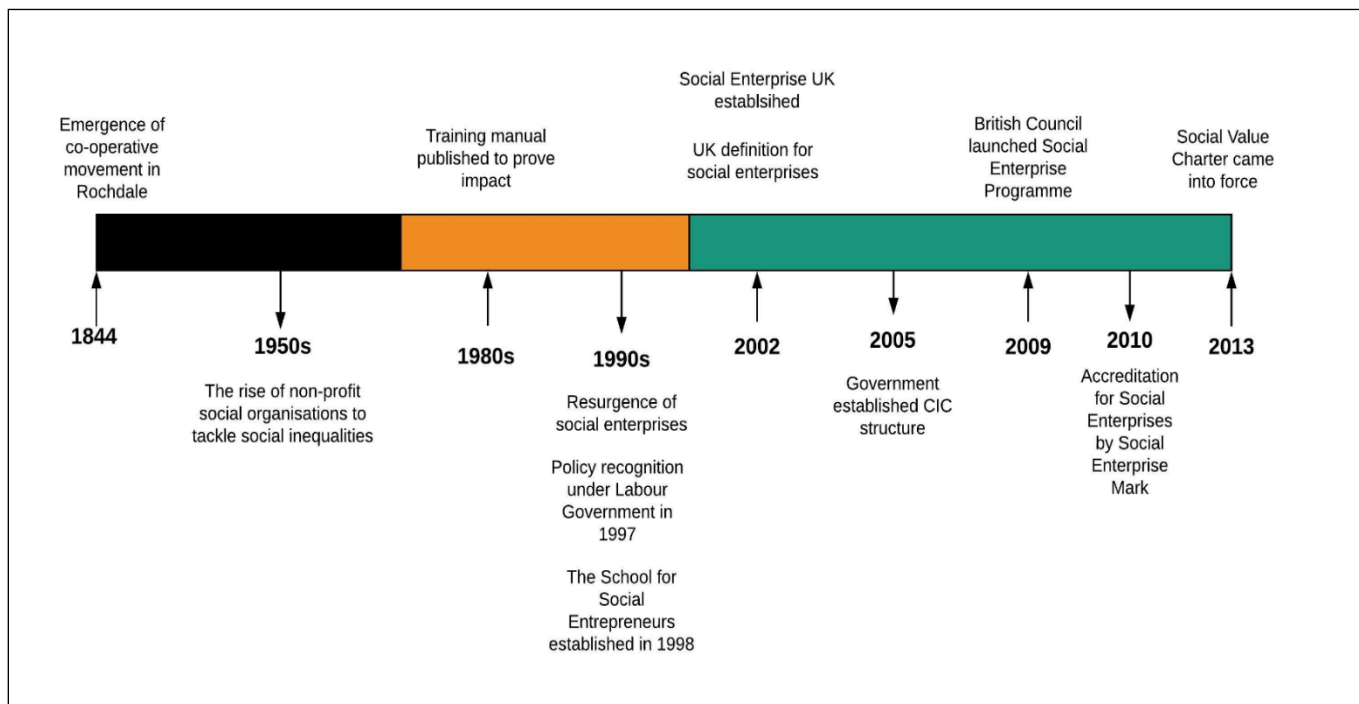 Emergence of
co-operative
movement in
Rochdale
Training manual
published to prove
impact
Social Enterprise UK
establsihed
UK definition for
social enterprises
British Council
launched Social
Enterprise
Programme
Social Value
Charter came
into force
1844
1950s
1980s
1990s
2002
2005
2009
2010
2013
The rise of non-profit
social organisations to
tackle social inequalities
Resurgence of
social enterprises
Policy recognition
under Labour
Government in
1997
The School for
Social
Entrepreneurs
established in 1998
Government
established CIC
structure
Accreditation
for Social
Enterprises
by Social
Enterprise
Mark